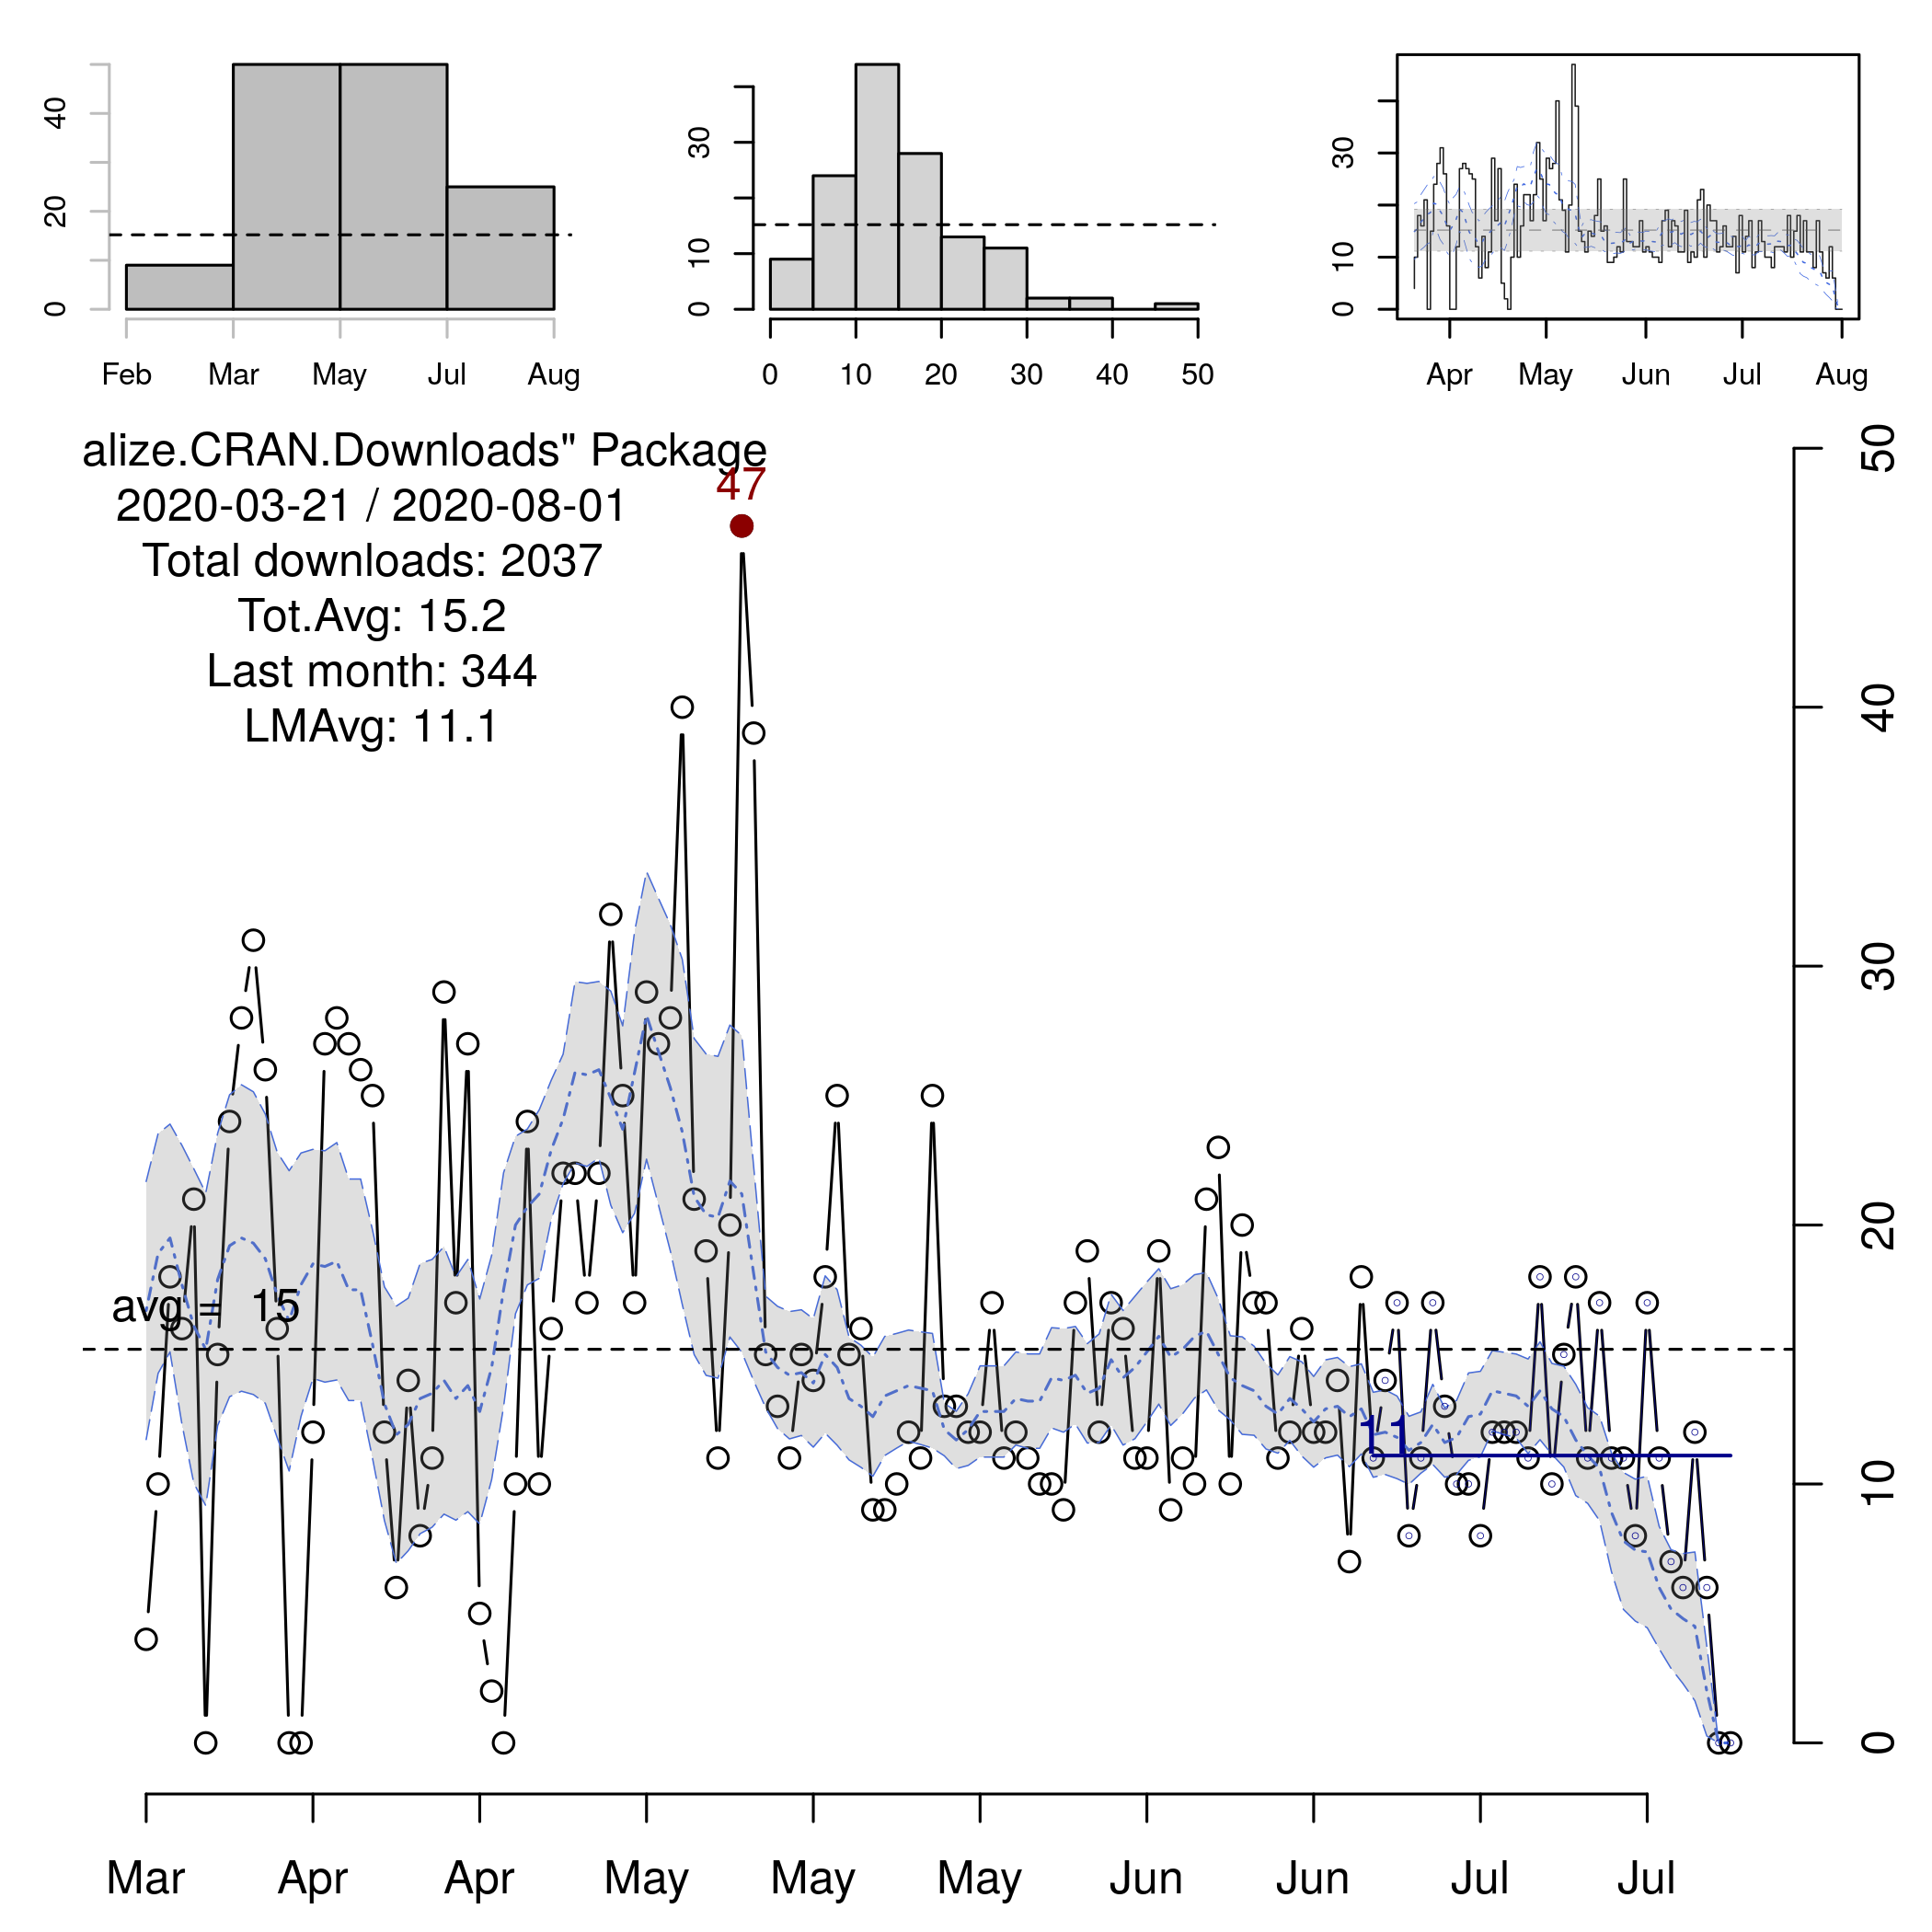 40
20
0
Feb Mar May Jul Aug
30
10
0
0 10 20 30 40 50
30
10
0
Apr May Jun Jul Aug
alize.CRAN.Downloads" Package
2020-03-21 / 2020-08-01
Total downloads: 2037
Tot.Avg: 15.2
Last month: 344
LMAvg: 11.1
47
avg = 15
11
50
40
30
20
10
0
Mar Apr Apr May May May Jun Jun Jul Jul